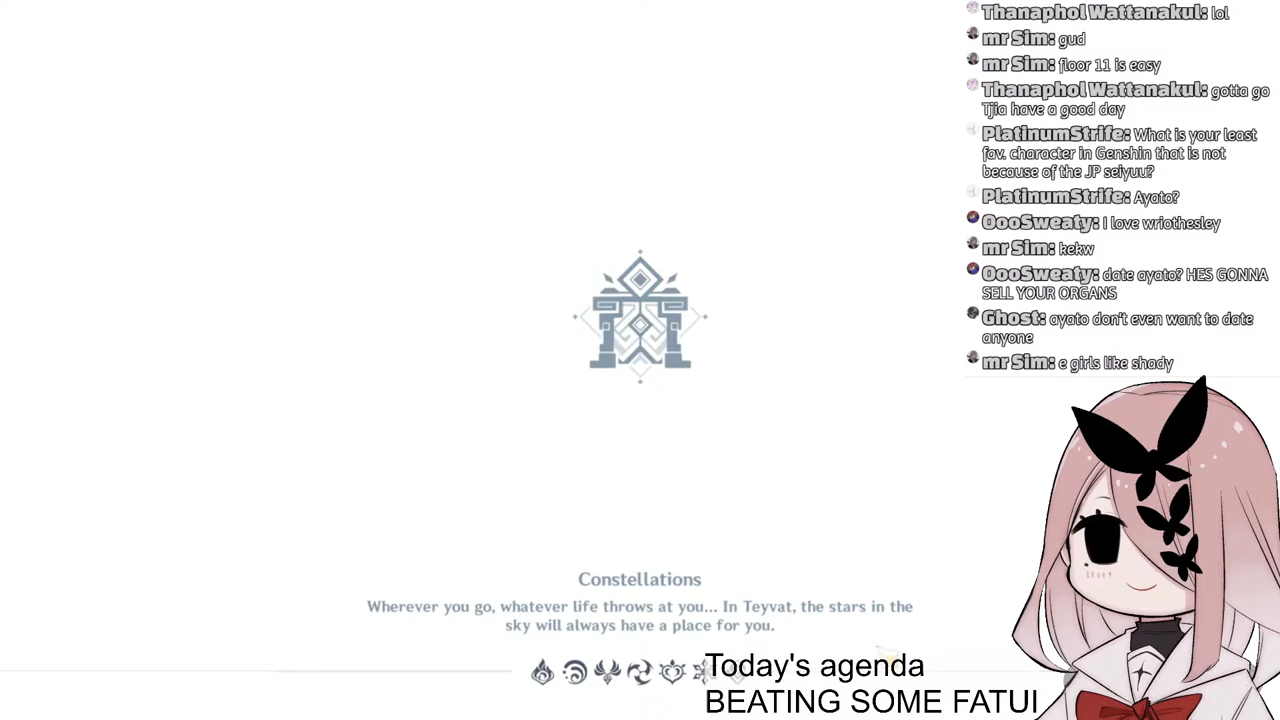 Thanaphol Wattanakul: lol
mr Sim: gud
mr Sim: floor 11 is easy
Thanaphol Wattanakul: gotta go
Tjia have a good day
PlatinumStrife: What is your least
fav. character in Genshin that is not
because of the JP seiyuu?
PlatinumStrife: Ayato?
OooSweaty: I love wriothesley
mr Sim: kekw
OooSweaty: date ayato? HES GONNA
SELL YOUR ORGANS
Ghost: ayato don't even want to date
anyone
mr Sim: e girls like shady
Constellations
Wherever you go, whatever life throws at you... In Teyvat, the stars in the
sky will always have a place for you.
Today's agenda
BEATING SOME FATUI